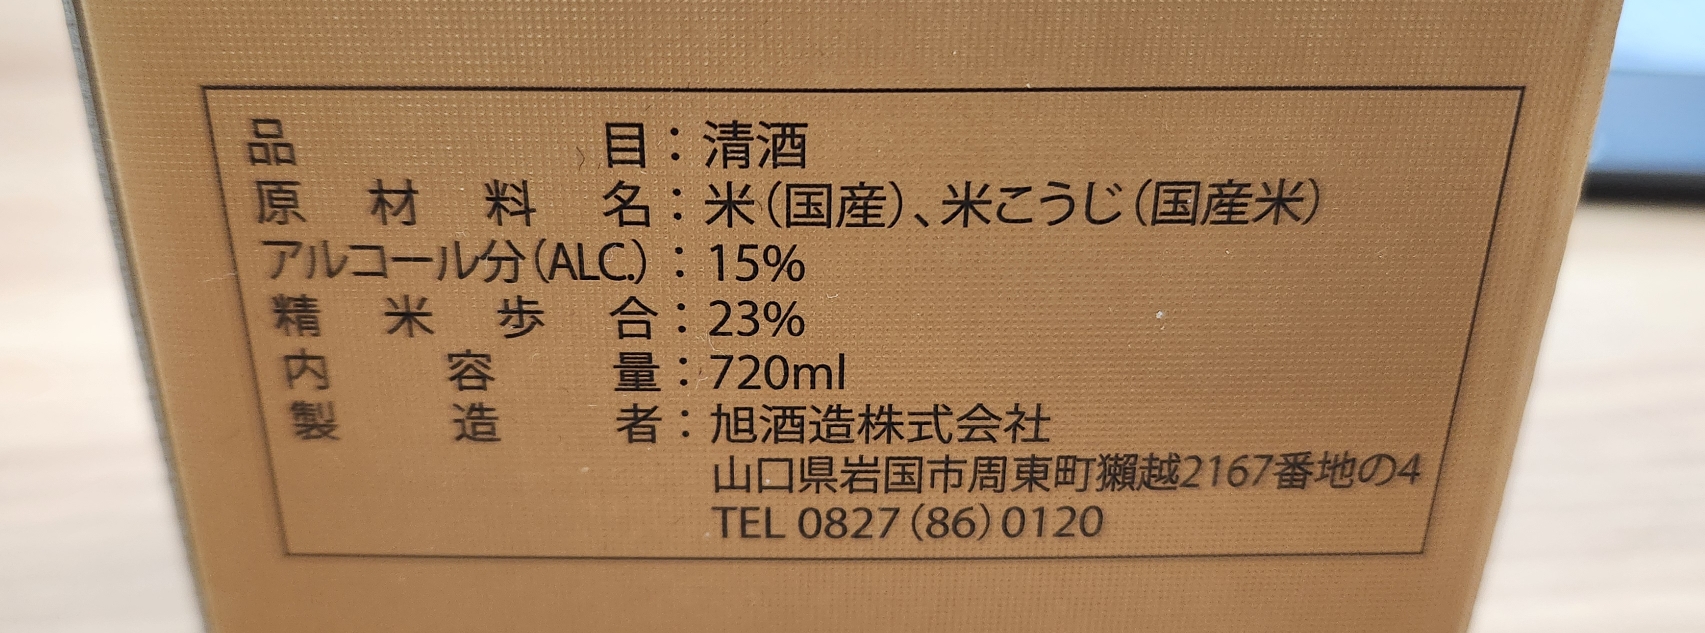 品目：清酒
原材料名：米（国産）、米こうじ（国産米）
アルコール分（ALC.）：15%
精米歩合：23%
内容量：720ml
製造者：旭酒造株式会社
山口県岩国市周東町獺越2167番地の4
TEL 0827（86）0120